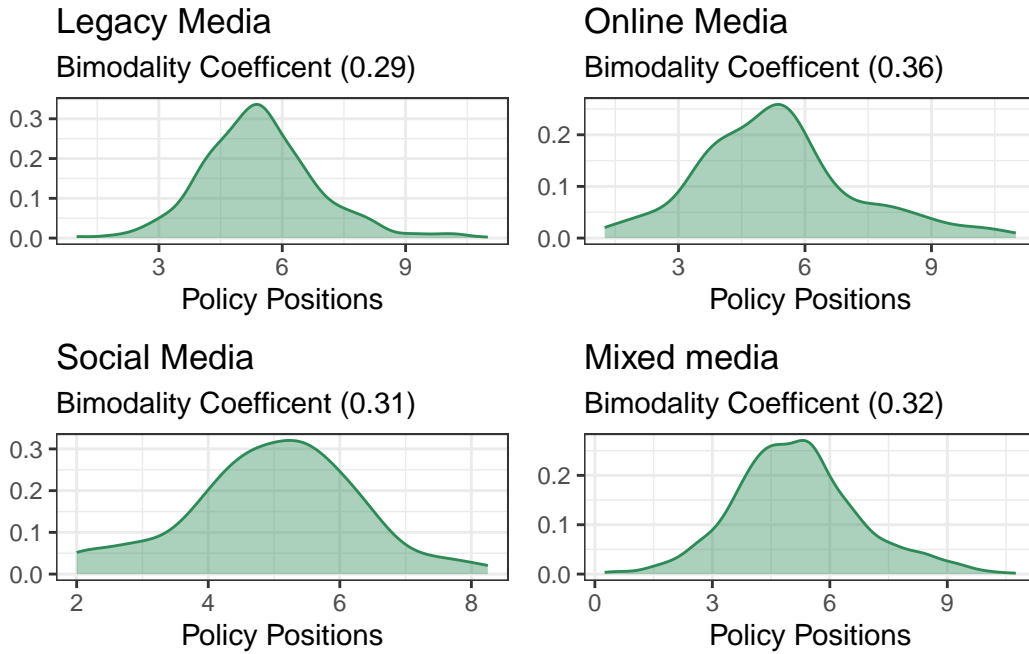 Legacy Media
Bimodality Coefficent (0.29)
0.3
0.2
0.1
0.0
3 6 9
Policy Positions
Online Media
Bimodality Coefficent (0.36)
0.2
0.1
0.0
3 6 9
Policy Positions
Social Media
Bimodality Coefficent (0.31)
0.3
0.2
0.1
0.0
2 4 6 8
Policy Positions
Mixed media
Bimodality Coefficent (0.32)
0.2
0.1
0.0
0 3 6 9
Policy Positions